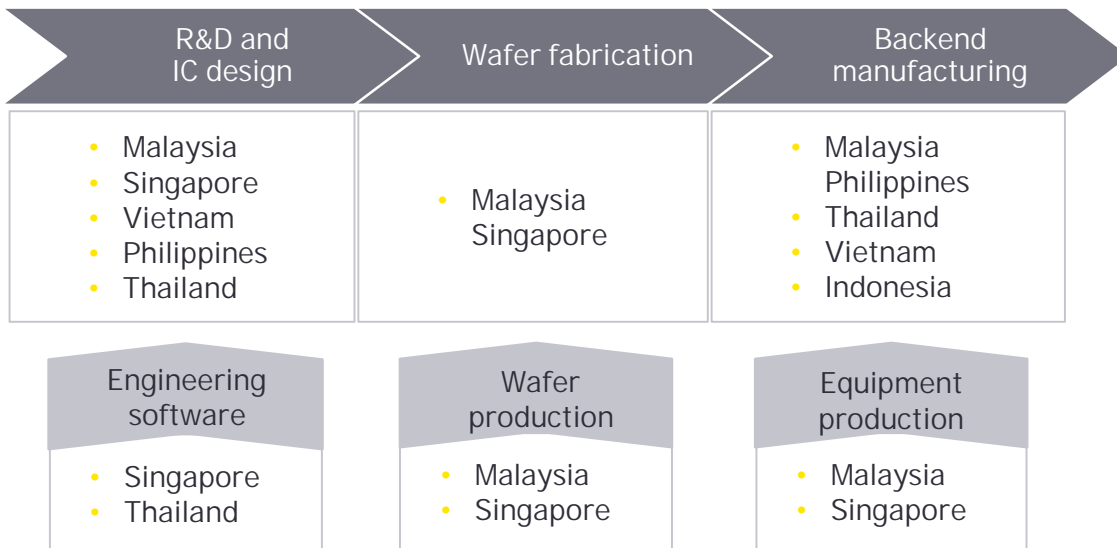 R&D and
IC design
Wafer fabrication
Backend
manufacturing
• Malaysia
• Singapore
• Vietnam
• Philippines
• Thailand
• Malaysia
Singapore
• Malaysia
Philippines
• Thailand
• Vietnam
• Indonesia
Engineering
software
Wafer
production
Equipment
production
• Singapore
• Thailand
• Malaysia
• Singapore
• Malaysia
• Singapore